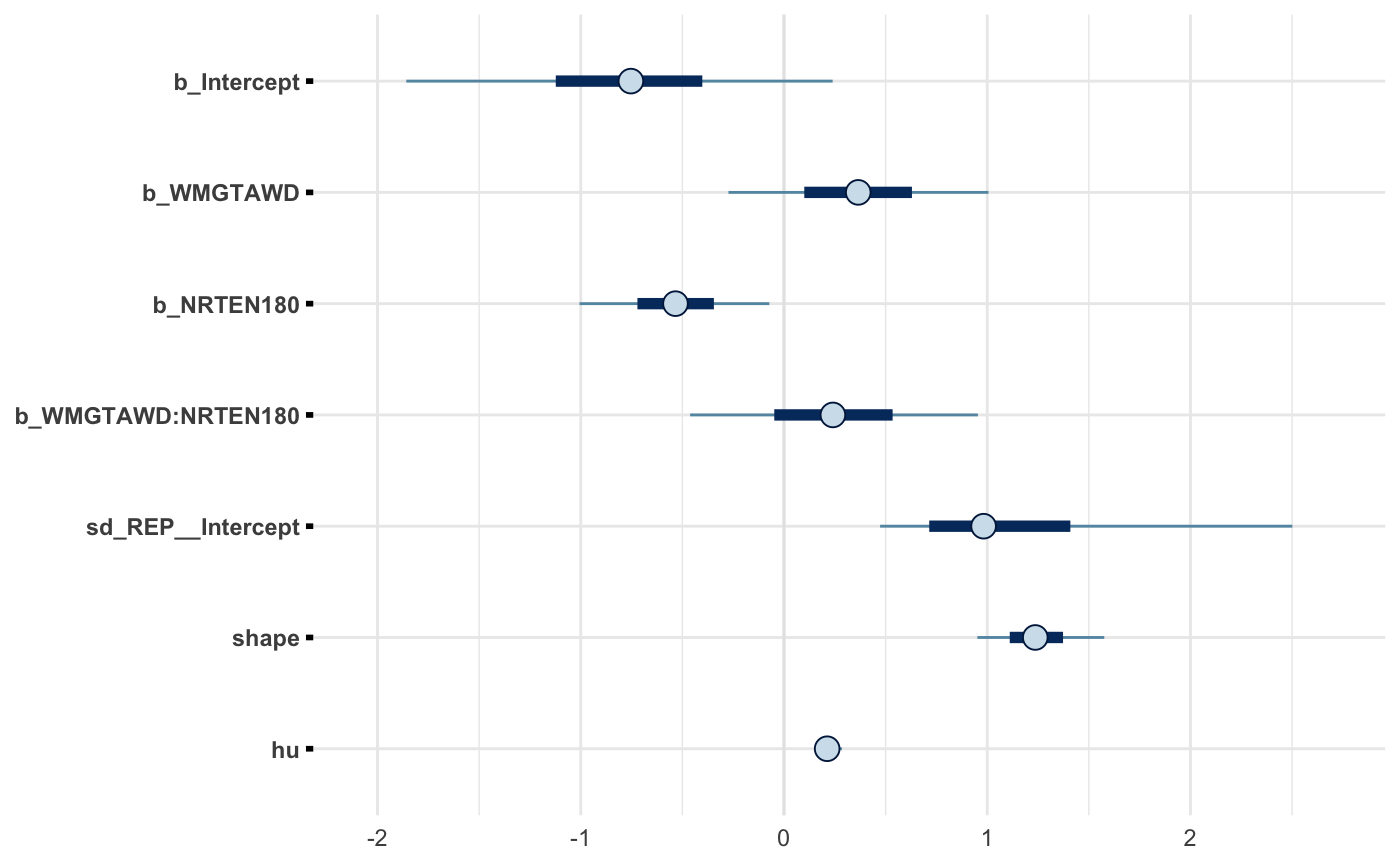 b_Intercept
b_WMGTAWD
b_NRTEN180
b_WMGTAWD:NRTEN180
sd_REP__Intercept
shape
hu
-2 -1 0 1 2